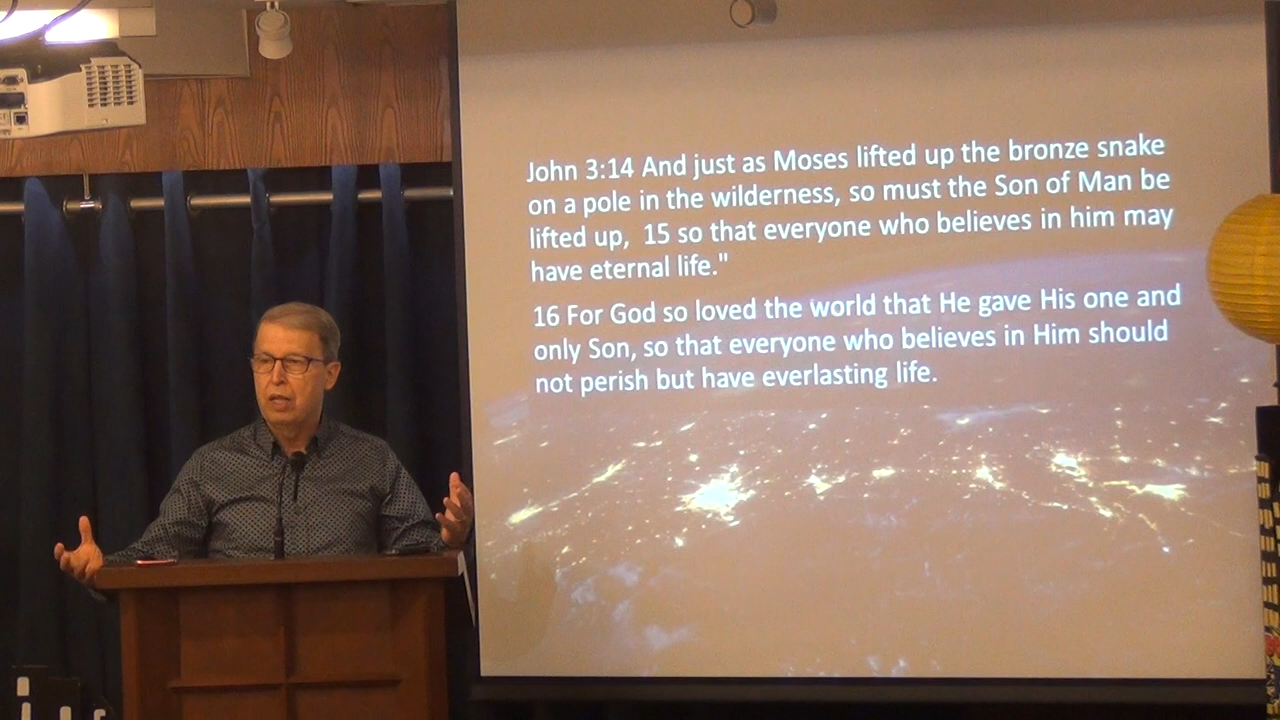 John 3:14 And just as Moses lifted up the bronze snake
on a pole in the wilderness, so must the Son of Man be
lifted up,  15 so that everyone who believes in him may
have eternal life."
16 For God so loved the world that He gave His one and
only Son, so that everyone who believes in Him should
not perish but have everlasting life.